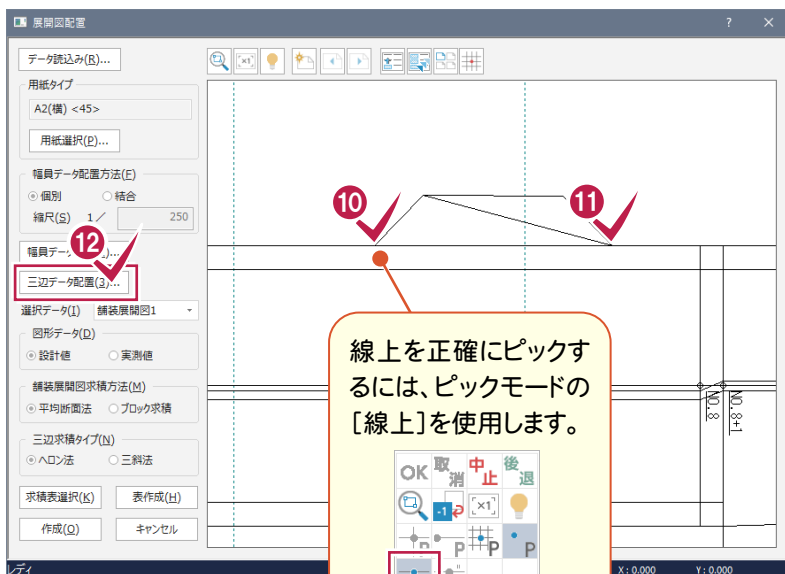 展開図配置
? ×
データ読込み(R)...
用紙タイプ
A2(横) <45>
用紙選択(P)...
幅員データ配置方法(F)
個別 結合
縮尺(S) 1/ 250
12
幅員データ
三辺データ配置(3)...
選択データ(I) 舗装展開図1
図形データ(D)
設計値 実測値
舗装展開図求積方法(M)
平均断面法 ブロック求積
三辺求積タイプ(N)
ヘロン法 三斜法
求積表選択(K) 表作成(H)
作成(O) キャンセル
レディ
×1
10
11
線上を正確にピックす
るには、ピックモードの
[線上]を使用します。
OK 取消 中止 後退
-1 ×1
P P P P
NO.8
NO.8+1
X : 0.000 Y : 0.000